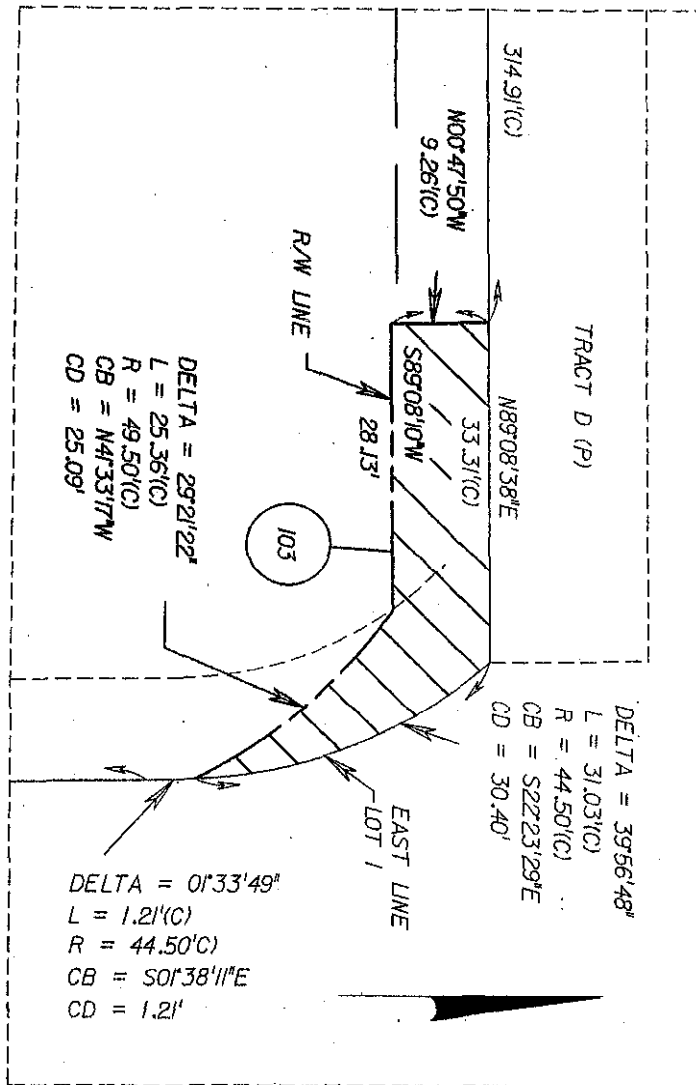 314.91'(C)
N00°47'50"W
9.26'(C)
TRACT D (P)
N89°08'38"E
33.31'(C)
S89°08'10"W
28.13'
R/W LINE
103
DELTA = 29°21'22"
L = 25.36'(C)
R = 49.50'(C)
CB = N41°33'17"W
CD = 25.09'
DELTA = 39°56'48"
L = 31.03'(C)
R = 44.50'(C)
CB = S22°23'29"E
CD = 30.40'
EAST LINE
LOT 1
DELTA = 01°33'49"
L = 1.21'(C)
R = 44.50'C)
CB = S01°38'11"E
CD = 1.21'